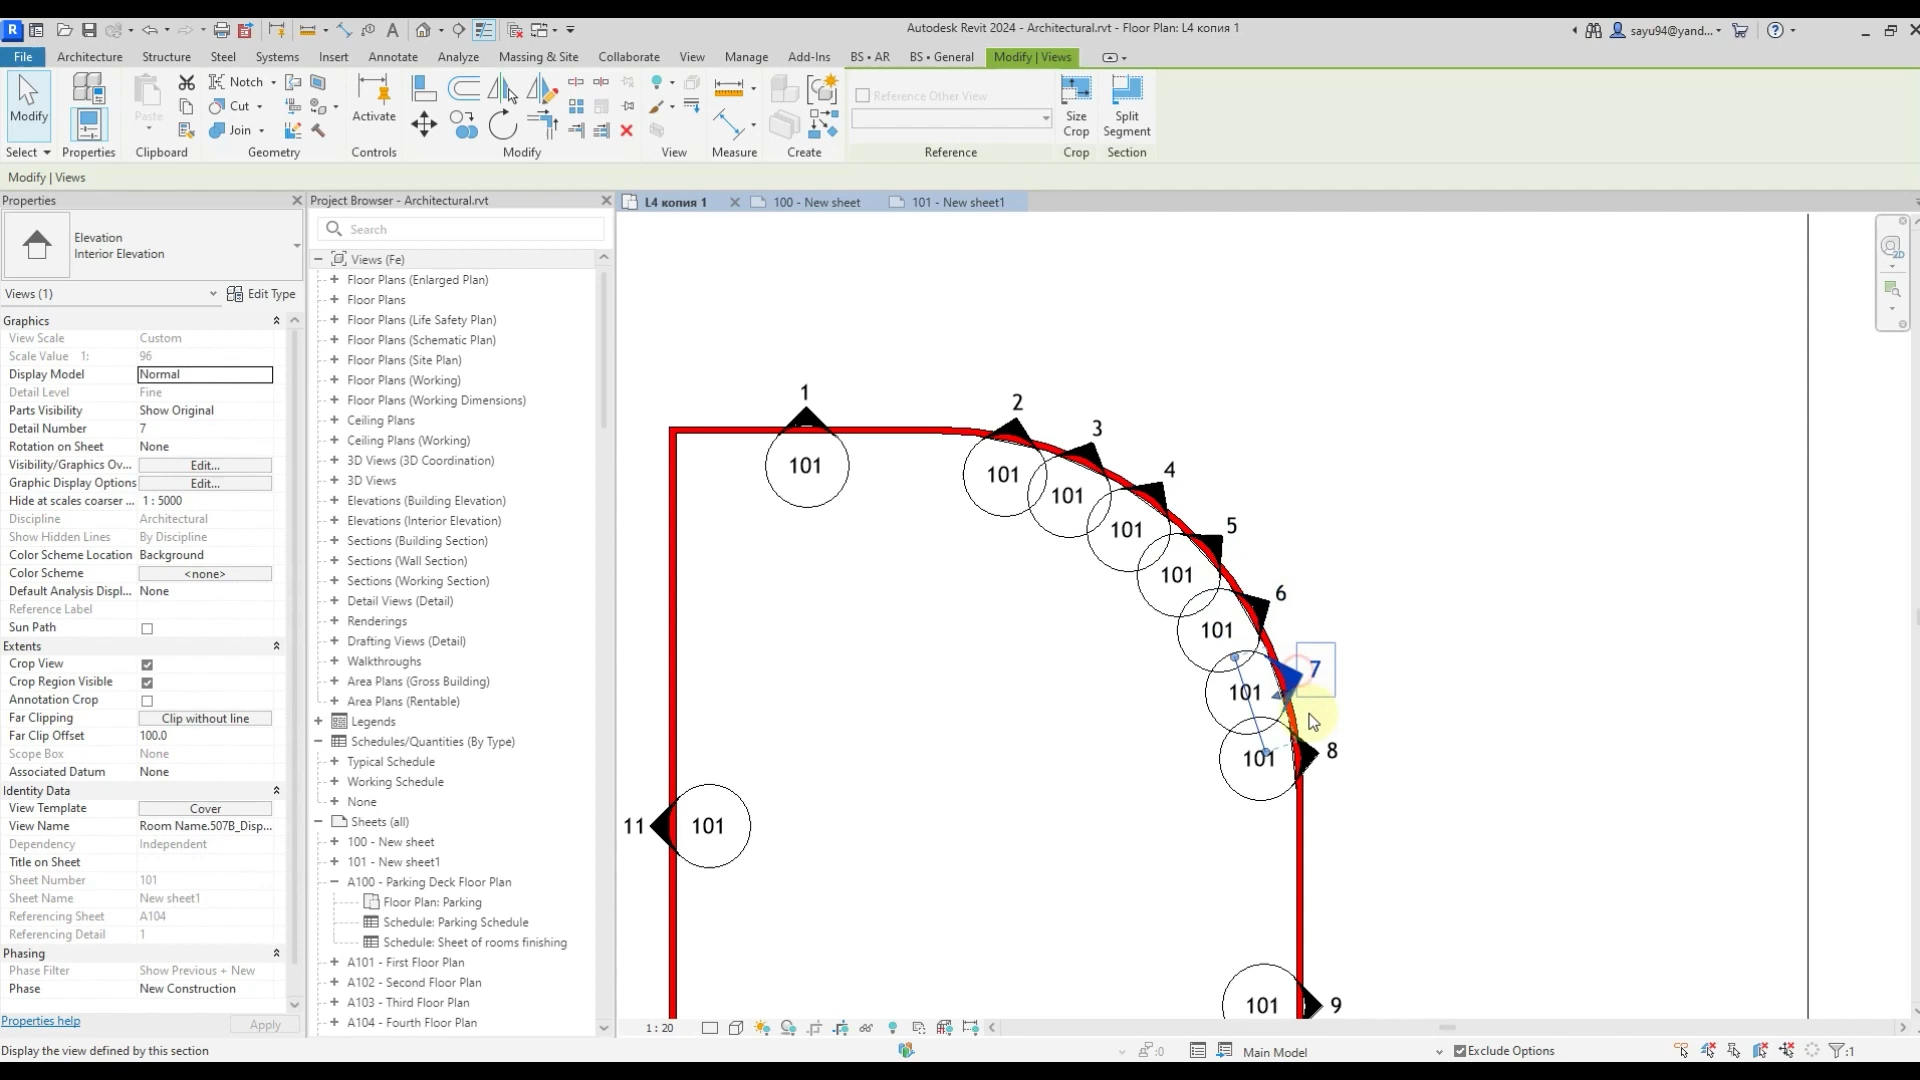 Autodesk Revit 2024 - Architectural.rvt - Floor Plan: L4 копия 1
sayu94@yand...
File Architecture Structure Steel Systems Insert Annotate Analyze Massing & Site Collaborate View Manage Add-Ins BS • AR BS • General Modify | Views
Modify
Select
Properties
Paste
Clipboard
Notch
Cut
Join
Geometry
Activate
Controls
Modify
View
Measure
Create
Reference Other View
Reference
Size
Crop
Crop
Split
Segment
Section
Modify | Views
Properties
Elevation
Interior Elevation
Views (1)
Edit Type
Graphics
View Scale Custom
Scale Value 1: 96
Display Model Normal
Detail Level Fine
Parts Visibility Show Original
Detail Number 7
Rotation on Sheet None
Visibility/Graphics Ov... Edit...
Graphic Display Options Edit...
Hide at scales coarser ... 1 : 5000
Discipline Architectural
Show Hidden Lines By Discipline
Color Scheme Location Background
Color Scheme <none>
Default Analysis Displ... None
Reference Label
Sun Path
Extents
Crop View
Crop Region Visible
Annotation Crop
Far Clipping Clip without line
Far Clip Offset 100.0
Scope Box None
Associated Datum None
Identity Data
View Template Cover
View Name Room Name.507B_Disp...
Dependency Independent
Title on Sheet
Sheet Number 101
Sheet Name New sheet1
Referencing Sheet A104
Referencing Detail 1
Phasing
Phase Filter Show Previous + New
Phase New Construction
Properties help
Apply
Project Browser - Architectural.rvt
Search
Views (Fe)
Floor Plans (Enlarged Plan)
Floor Plans
Floor Plans (Life Safety Plan)
Floor Plans (Schematic Plan)
Floor Plans (Site Plan)
Floor Plans (Working)
Floor Plans (Working Dimensions)
Ceiling Plans
Ceiling Plans (Working)
3D Views (3D Coordination)
3D Views
Elevations (Building Elevation)
Elevations (Interior Elevation)
Sections (Building Section)
Sections (Wall Section)
Sections (Working Section)
Detail Views (Detail)
Renderings
Drafting Views (Detail)
Walkthroughs
Area Plans (Gross Building)
Area Plans (Rentable)
Legends
Schedules/Quantities (By Type)
Typical Schedule
Working Schedule
None
Sheets (all)
100 - New sheet
101 - New sheet1
A100 - Parking Deck Floor Plan
Floor Plan: Parking
Schedule: Parking Schedule
Schedule: Sheet of rooms finishing
A101 - First Floor Plan
A102 - Second Floor Plan
A103 - Third Floor Plan
A104 - Fourth Floor Plan
L4 копия 1
100 - New sheet
101 - New sheet1
2D
1
101
2
101
3
101
4
101
5
101
6
101
7
101
8
101
11
101
9
101
1 : 20
Display the view defined by this section
:0
Main Model
Exclude Options
:1